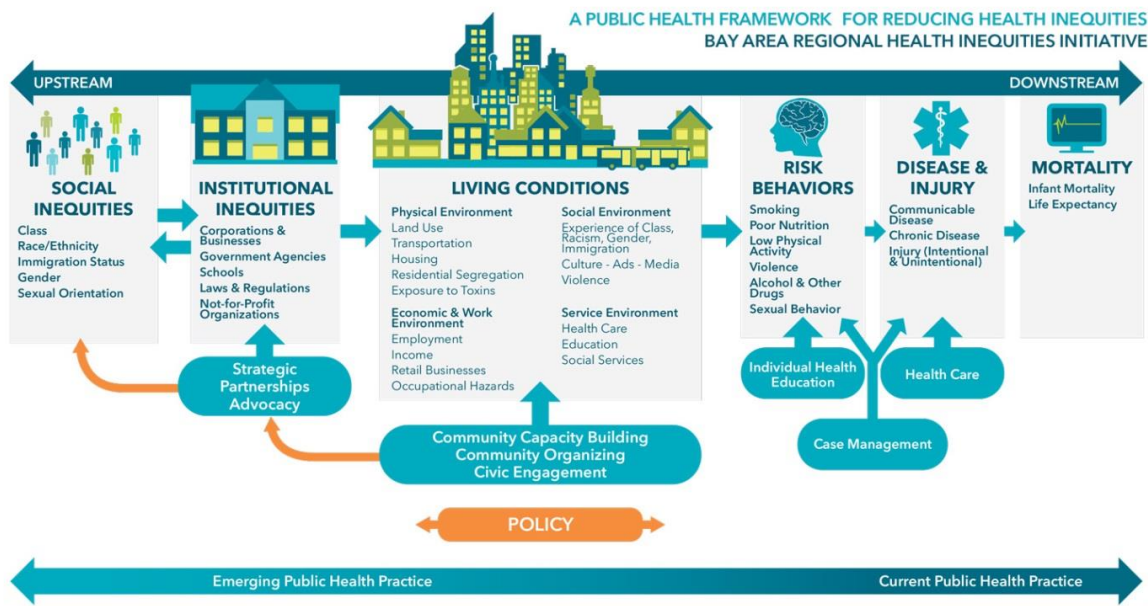 A PUBLIC HEALTH FRAMEWORK FOR REDUCING HEALTH INEQUITIES
BAY AREA REGIONAL HEALTH INEQUITIES INITIATIVE
UPSTREAM
DOWNSTREAM
SOCIAL
INEQUITIES
Class
Race/Ethnicity
Immigration Status
Gender
Sexual Orientation
INSTITUTIONAL
INEQUITIES
Corporations &
Businesses
Government Agencies
Schools
Laws & Regulations
Not-for-Profit
Organizations
LIVING CONDITIONS
Physical Environment
Land Use
Transportation
Housing
Residential Segregation
Exposure to Toxins
Economic & Work
Environment
Employment
Income
Retail Businesses
Occupational Hazards
Social Environment
Experience of Class,
Racism, Gender,
Immigration
Culture - Ads - Media
Violence
Service Environment
Health Care
Education
Social Services
RISK
BEHAVIORS
Smoking
Poor Nutrition
Low Physical
Activity
Violence
Alcohol & Other
Drugs
Sexual Behavior
DISEASE &
INJURY
Communicable
Disease
Chronic Disease
Injury (Intentional
& Unintentional)
MORTALITY
Infant Mortality
Life Expectancy
Strategic
Partnerships
Advocacy
Community Capacity Building
Community Organizing
Civic Engagement
Individual Health
Education
Health Care
Case Management
POLICY
Emerging Public Health Practice
Current Public Health Practice